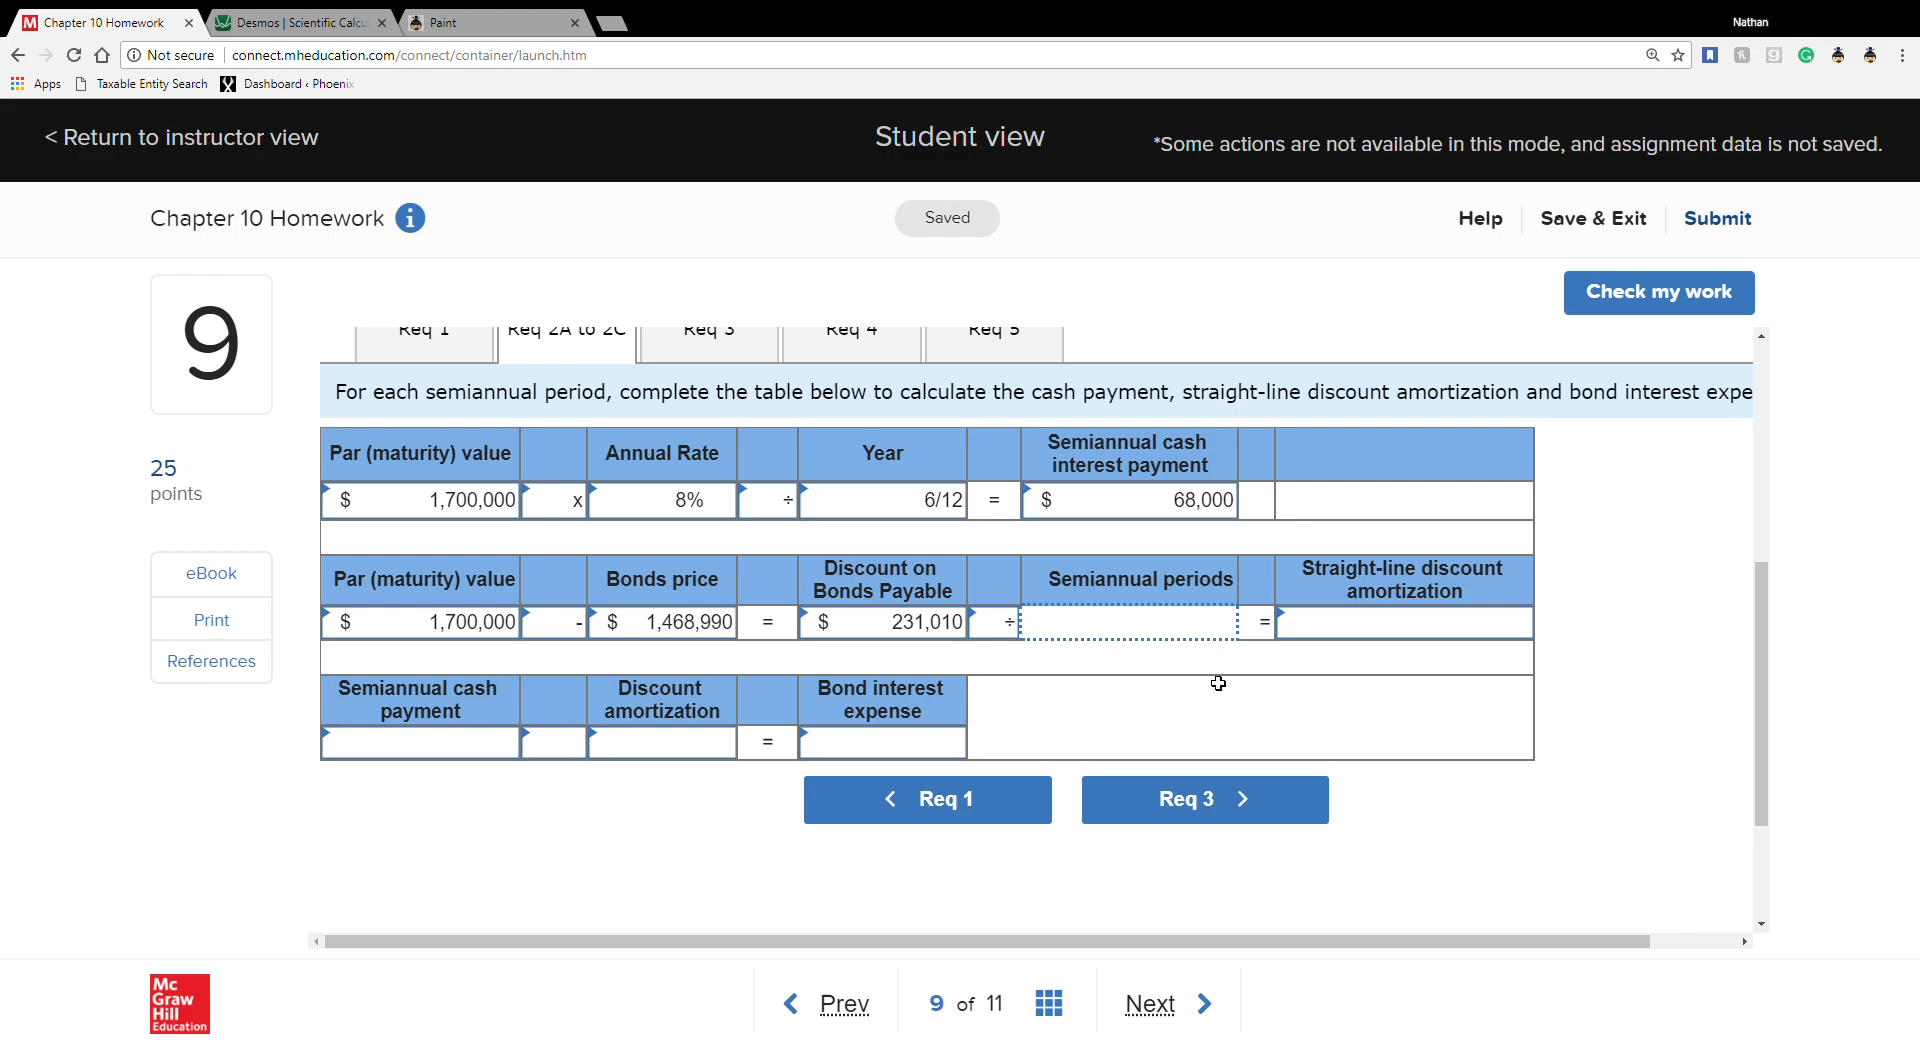 Chapter 10 Homework
Desmos | Scientific Calcu
Paint
Nathan
Not secure connect.mheducation.com/connect/container/launch.htm
Apps Taxable Entity Search Dashboard ‹ Phoenix
< Return to instructor view
Student view
*Some actions are not available in this mode, and assignment data is not saved.
Chapter 10 Homework
Saved
Help
Save & Exit
Submit
Check my work
9
25
points
eBook
Print
References
Req 1 Req 2A to 2C Req 3 Req 4 Req 5
For each semiannual period, complete the table below to calculate the cash payment, straight-line discount amortization and bond interest expe
Par (maturity) value Annual Rate Year Semiannual cash interest payment
$ 1,700,000 x 8% ÷ 6/12 = $ 68,000
Par (maturity) value Bonds price Discount on Bonds Payable Semiannual periods Straight-line discount amortization
$ 1,700,000 - $ 1,468,990 = $ 231,010 ÷ =
Semiannual cash payment Discount amortization Bond interest expense
=
< Req 1
Req 3 >
Mc
Graw
Hill
Education
Prev
9 of 11
Next